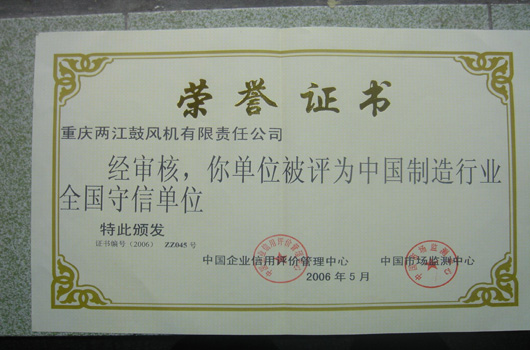 荣誉证书
重庆两江鼓风机有限责任公司
经审核，你单位被评为中国制造行业
全国守信单位
特此颁发
证书编号（2006） ZZ045 号
中国企业信用评价管理中心 中国市场监测中心
2006 年 5 月